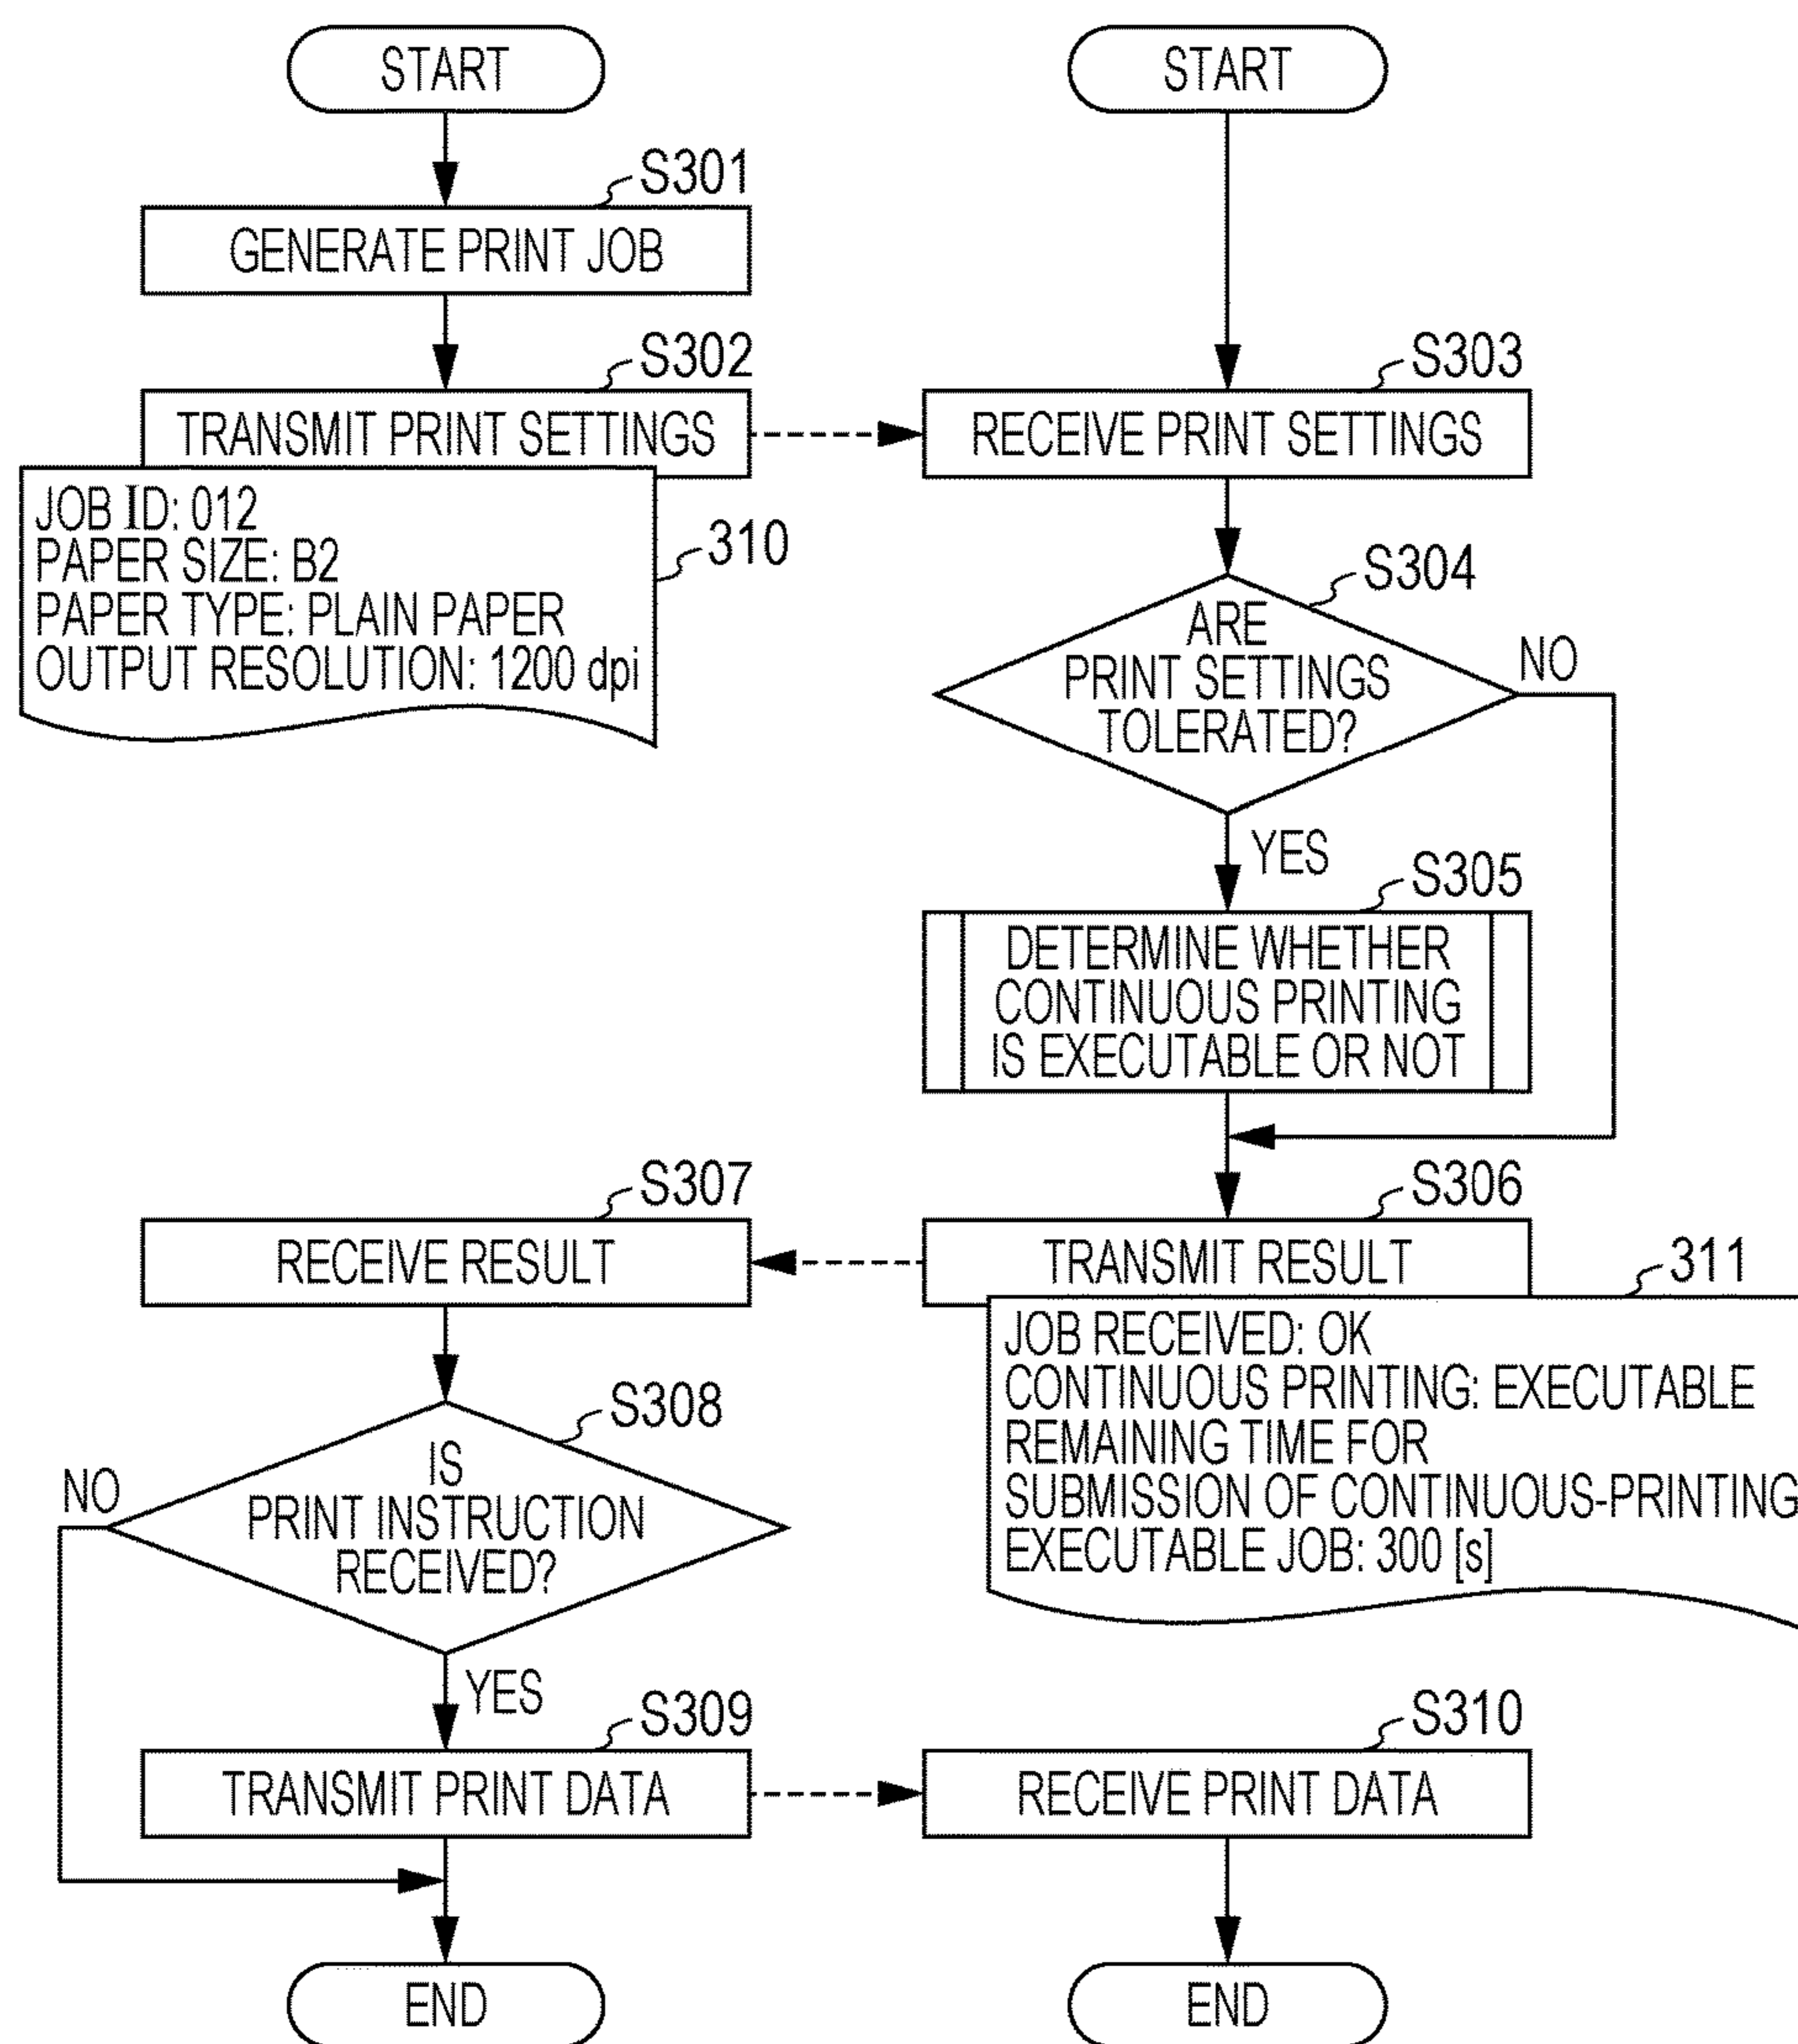 START
START
S301
GENERATE PRINT JOB
S302
S303
TRANSMIT PRINT SETTINGS
RECEIVE PRINT SETTINGS
JOB ID: 012
PAPER SIZE: B2
PAPER TYPE: PLAIN PAPER
OUTPUT RESOLUTION: 1200 dpi
310
S304
ARE
PRINT SETTINGS
TOLERATED?
NO
YES
S305
DETERMINE WHETHER
CONTINUOUS PRINTING
IS EXECUTABLE OR NOT
S307
S306
RECEIVE RESULT
TRANSMIT RESULT
311
JOB RECEIVED: OK
CONTINUOUS PRINTING: EXECUTABLE
REMAINING TIME FOR
SUBMISSION OF CONTINUOUS-PRINTING
EXECUTABLE JOB: 300 [s]
S308
IS
PRINT INSTRUCTION
RECEIVED?
NO
YES
S309
S310
TRANSMIT PRINT DATA
RECEIVE PRINT DATA
END
END